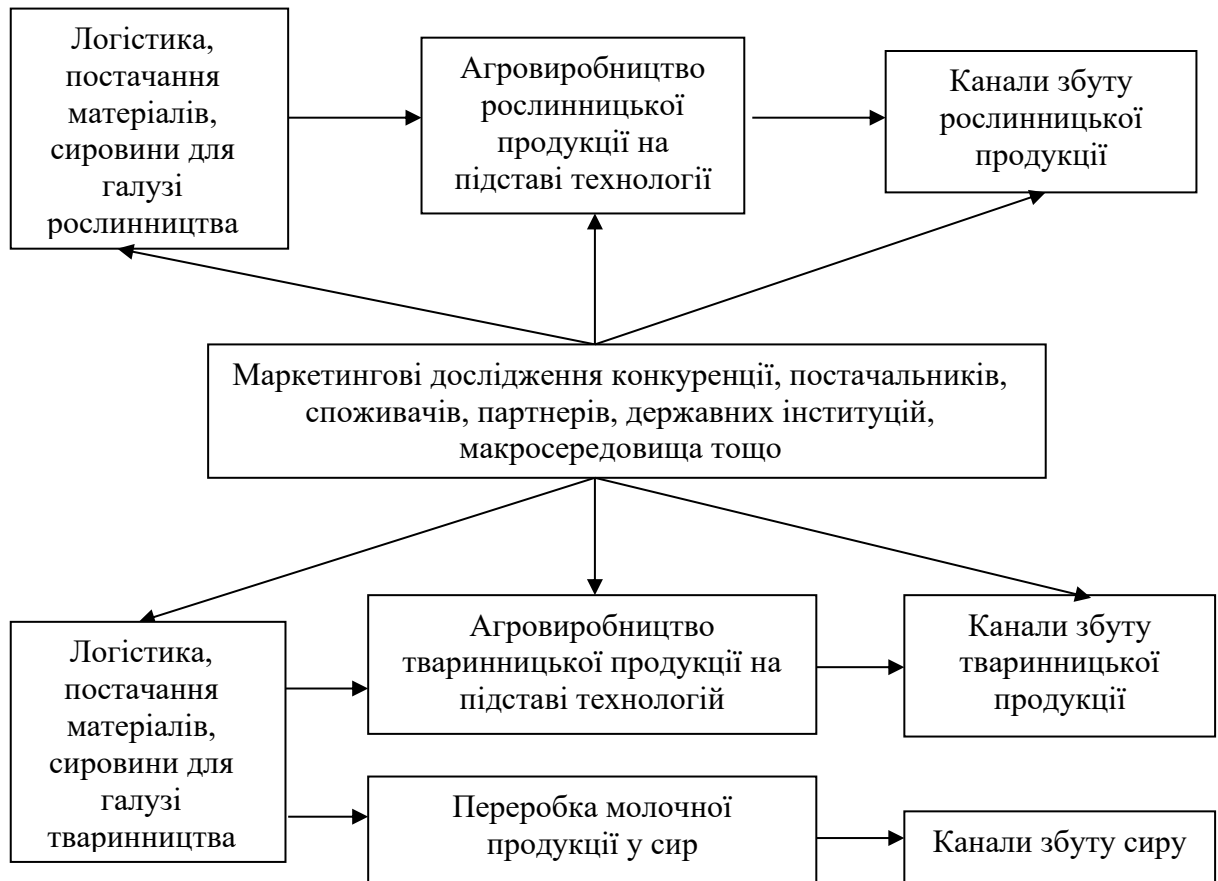 Логістика,
постачання
матеріалів,
сировини для
галузі
рослинництва
Агровиробництво
рослинницької
продукції на
підставі технології
Канали збуту
рослинницької
продукції
Маркетингові дослідження конкуренції, постачальників,
споживачів, партнерів, державних інституцій,
макросередовища тощо
Логістика,
постачання
матеріалів,
сировини для
галузі
тваринництва
Агровиробництво
тваринницької продукції на
підставі технологій
Канали збуту
тваринницької
продукції
Переробка молочної
продукції у сир
Канали збуту сиру